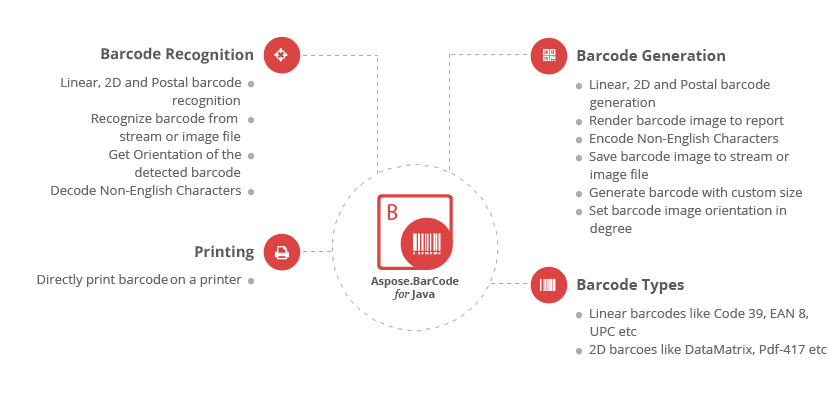 Barcode Recognition
Linear, 2D and Postal barcode
recognition
Recognize barcode from
stream or image file
Get Orientation of the
detected barcode
Decode Non-English Characters
Printing
Directly print barcode on a printer
B
Aspose.BarCode
for Java
Barcode Generation
Linear, 2D and Postal barcode
generation
Render barcode image to report
Encode Non-English Characters
Save barcode image to stream or
image file
Generate barcode with custom size
Set barcode image orientation in
degree
Barcode Types
Linear barcodes like Code 39, EAN 8,
UPC etc
2D barcoes like DataMatrix, Pdf-417 etc